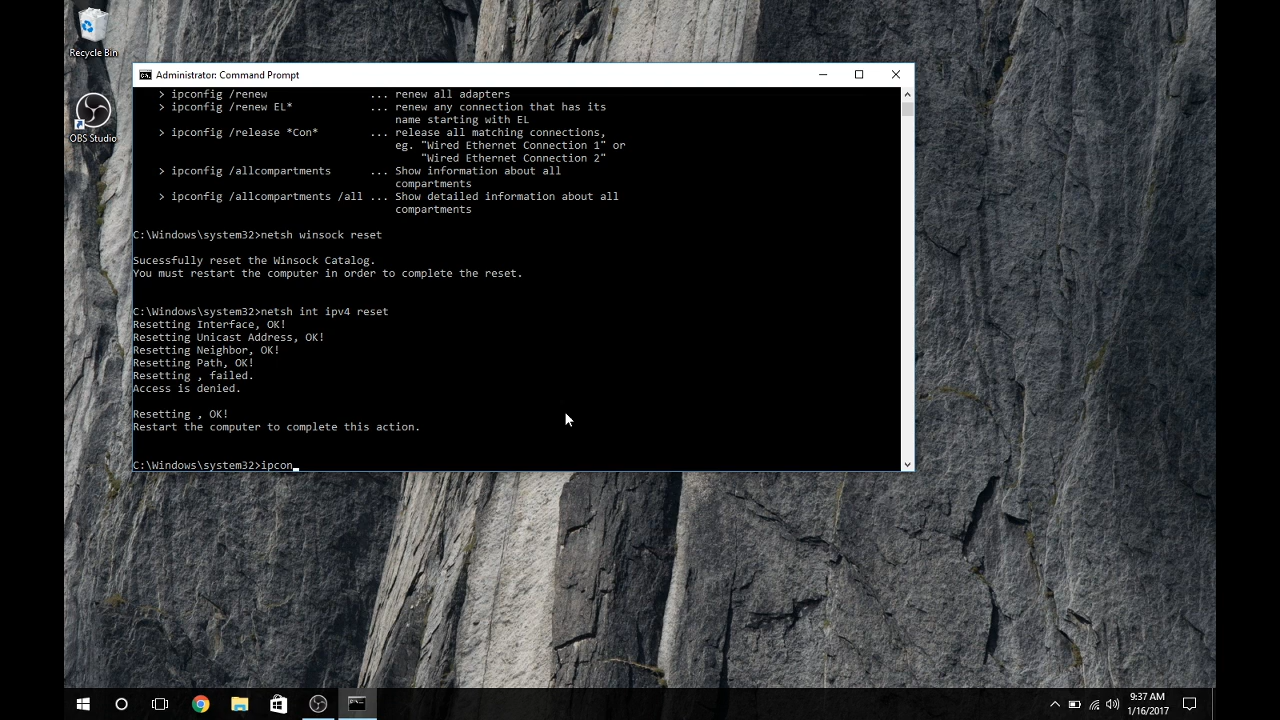 Recycle Bin
OBS Studio
Administrator: Command Prompt
> ipconfig /renew ... renew all adapters
> ipconfig /renew EL* ... renew any connection that has its
name starting with EL
> ipconfig /release *Con* ... release all matching connections,
eg. "Wired Ethernet Connection 1" or
"Wired Ethernet Connection 2"
> ipconfig /allcompartments ... Show information about all
compartments
> ipconfig /allcompartments /all ... Show detailed information about all
compartments
C:\Windows\system32>netsh winsock reset
Sucessfully reset the Winsock Catalog.
You must restart the computer in order to complete the reset.
C:\Windows\system32>netsh int ipv4 reset
Resetting Interface, OK!
Resetting Unicast Address, OK!
Resetting Neighbor, OK!
Resetting Path, OK!
Resetting , failed.
Access is denied.
Resetting , OK!
Restart the computer to complete this action.
C:\Windows\system32>ipcon
9:37 AM
1/16/2017